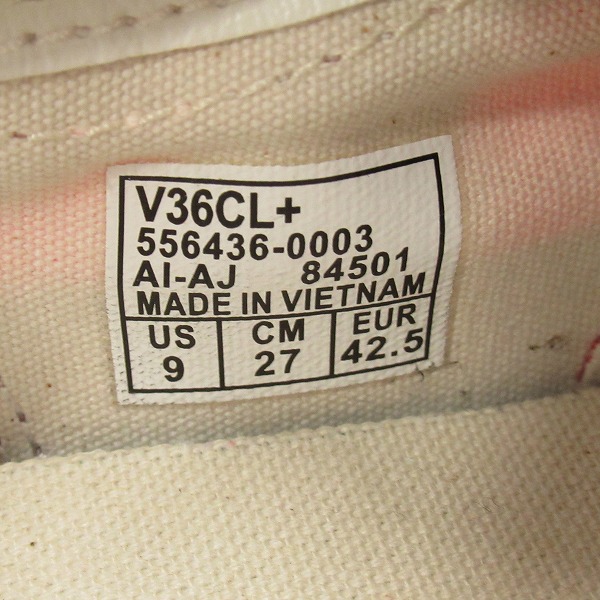 V36CL+
556436-0003
AI-AJ 84501
MADE IN VIETNAM
US CM EUR
9 27 42.5